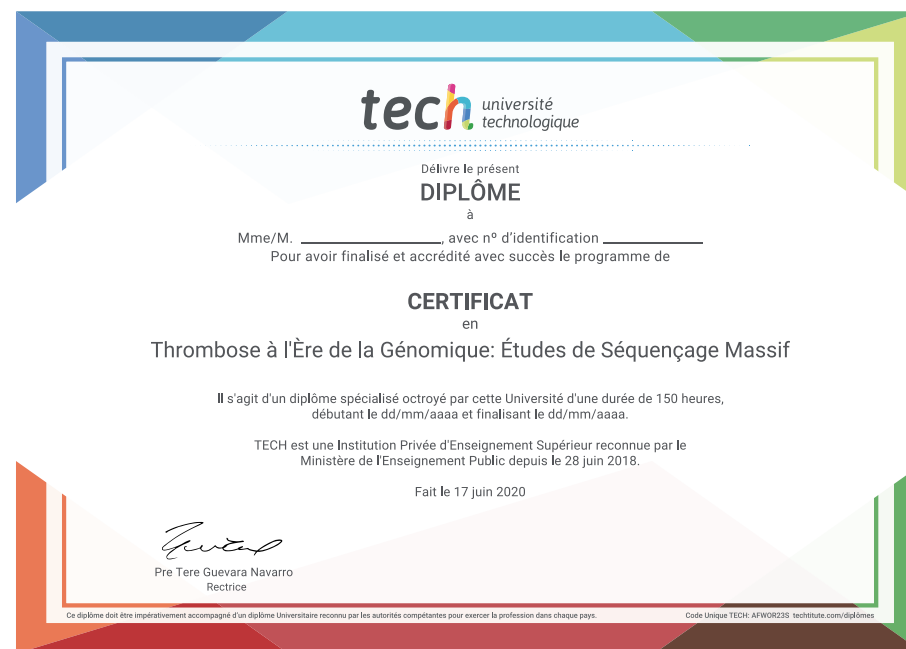 tech université
technologique
Délivre le présent
DIPLÔME
à
Mme/M. ____________________, avec nº d'identification ______________
Pour avoir finalisé et accrédité avec succès le programme de
CERTIFICAT
en
Thrombose à l'Ère de la Génomique: Études de Séquençage Massif
Il s'agit d'un diplôme spécialisé octroyé par cette Université d'une durée de 150 heures,
débutant le dd/mm/aaaa et finalisant le dd/mm/aaaa.
TECH est une Institution Privée d'Enseignement Supérieur reconnue par le
Ministère de l'Enseignement Public depuis le 28 juin 2018.
Fait le 17 juin 2020
Pre Tere Guevara Navarro
Rectrice
Ce diplôme doit être impérativement accompagné d'un diplôme Universitaire reconnu par les autorités compétentes pour exercer la profession dans chaque pays.
Code Unique TECH: AFWOR23S techtitute.com/diplômes